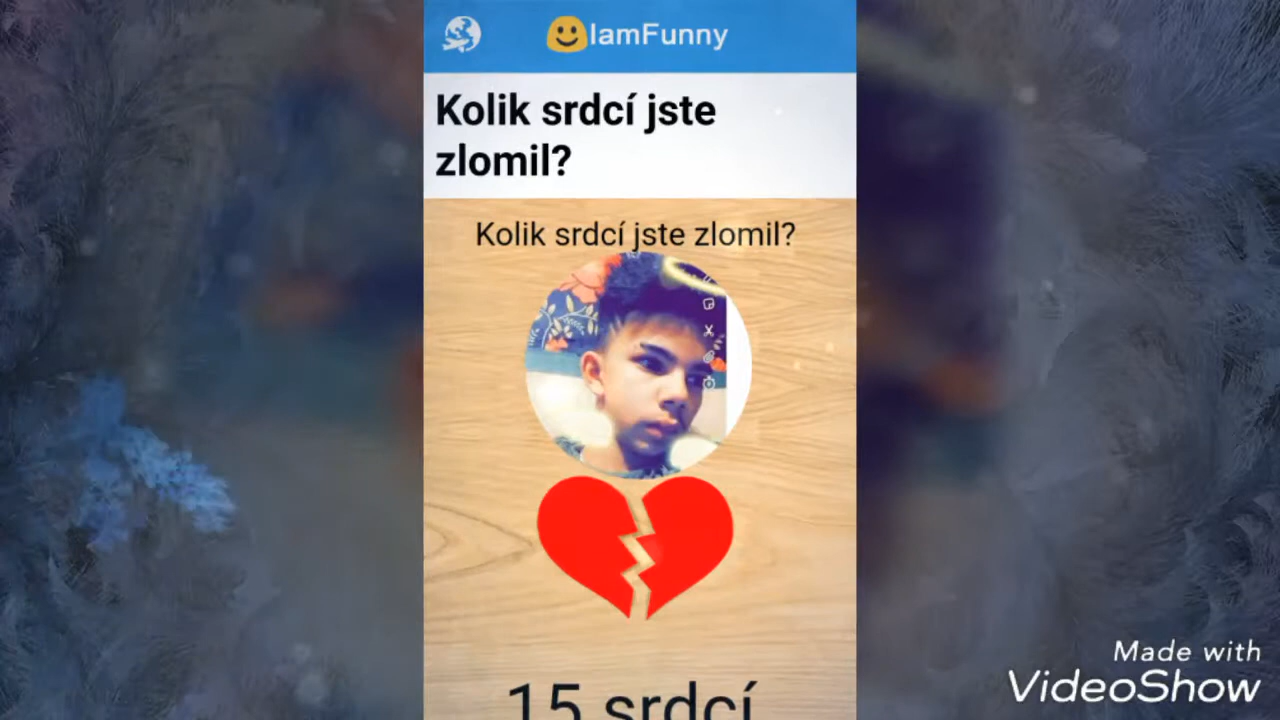 IamFunny
Kolik srdcí jste
zlomil?
Kolik srdcí jste zlomil?
15 srdcí
Made with
VideoShow